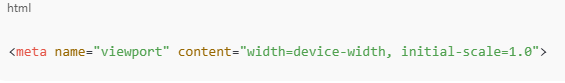 html
<meta name="viewport" content="width=device-width, initial-scale=1.0">